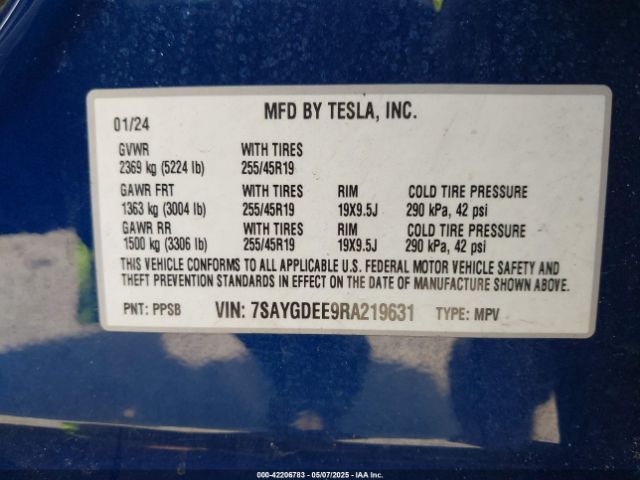 MFD BY TESLA, INC.
01/24
GVWR WITH TIRES
2369 kg (5224 lb) 255/45R19
GAWR FRT WITH TIRES RIM COLD TIRE PRESSURE
1363 kg (3004 lb) 255/45R19 19X9.5J 290 kPa, 42 psi
GAWR RR WITH TIRES RIM COLD TIRE PRESSURE
1500 kg (3306 lb) 255/45R19 19X9.5J 290 kPa, 42 psi
THIS VEHICLE CONFORMS TO ALL APPLICABLE U.S. FEDERAL MOTOR VEHICLE SAFETY AND
THEFT PREVENTION STANDARDS IN EFFECT ON THE DATE OF MANUFACTURE SHOWN ABOVE.
PNT: PPSB VIN: 7SAYGDEE9RA219631 TYPE: MPV
000-42206783 - 05/07/2025 - IAA Inc.